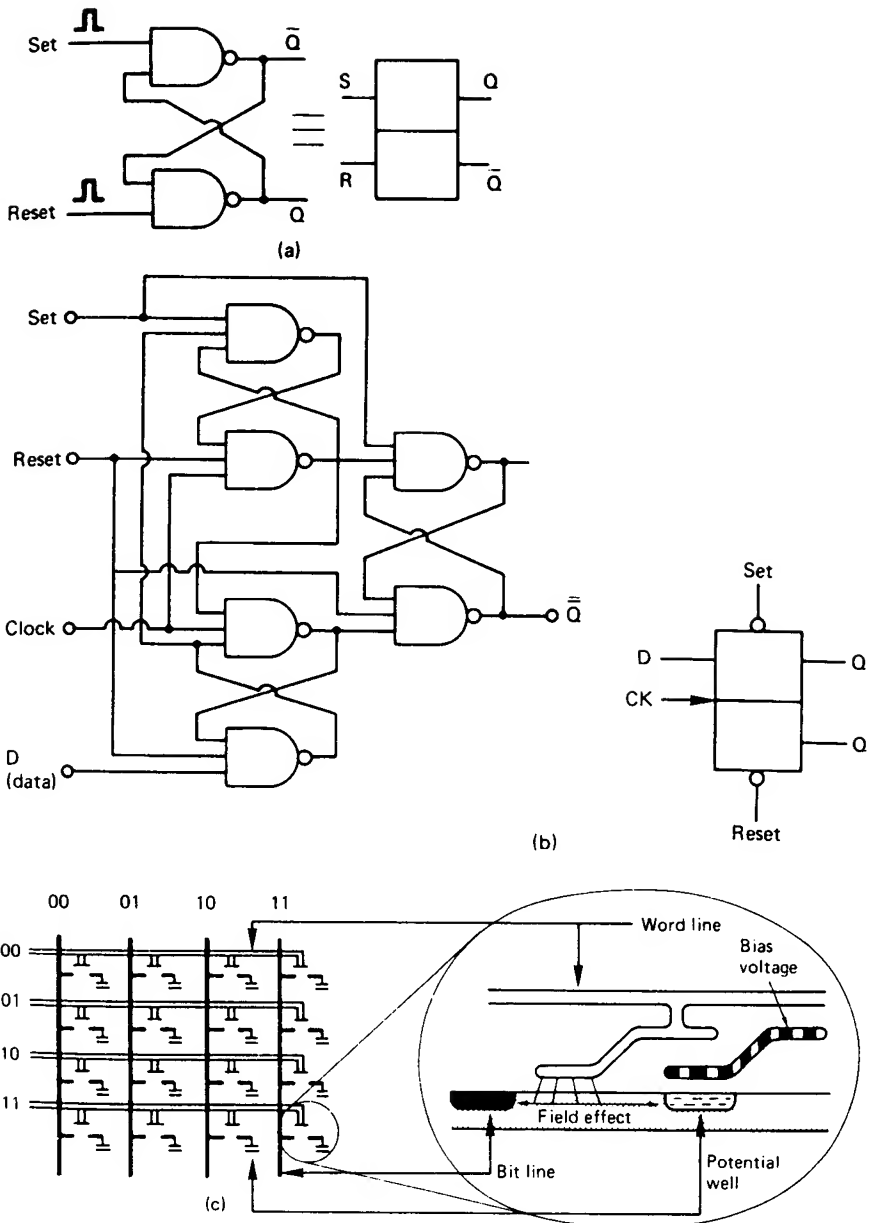 Set
Q̅
S
Q
R
Q̅
Reset
Q
(a)
Set
Reset
Clock
Q̿
D
(data)
Set
D
Q
CK
Q
Reset
(b)
00 01 10 11
00
01
10
11
Word line
Bias
voltage
Field effect
Bit line
Potential
well
(c)